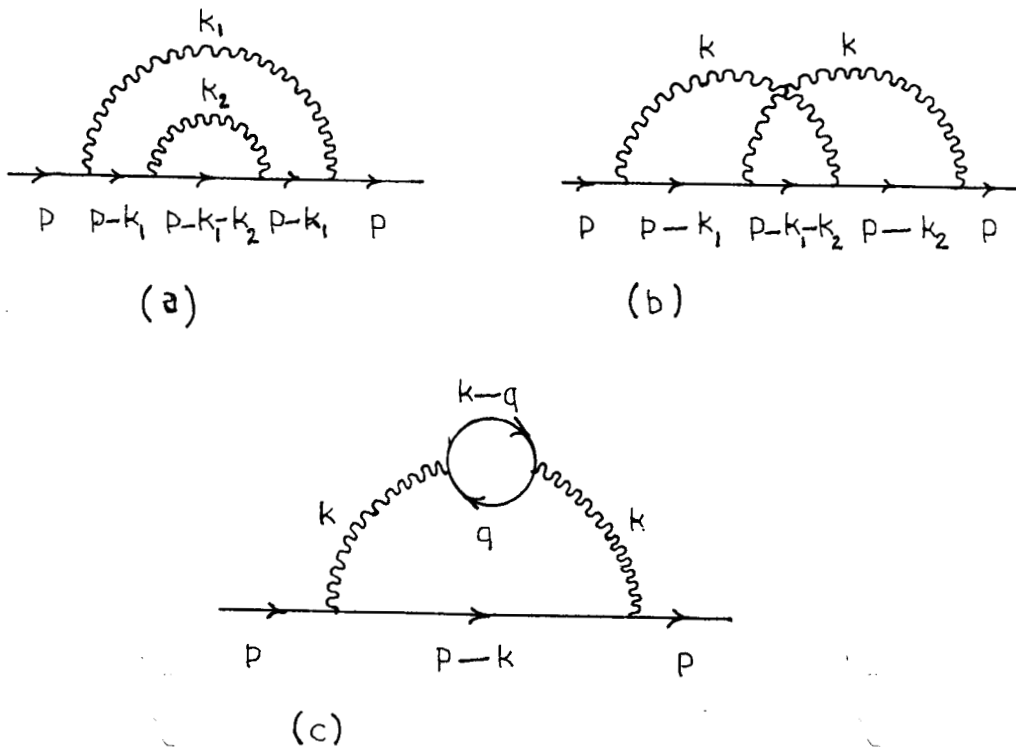 k₁
k₂
p p-k₁ p-k₁-k₂ p-k₁ p
(a)
k k
p p-k₁ p-k₁-k₂ p-k₂ p
(b)
k-q
k k
q
p p-k p
(c)